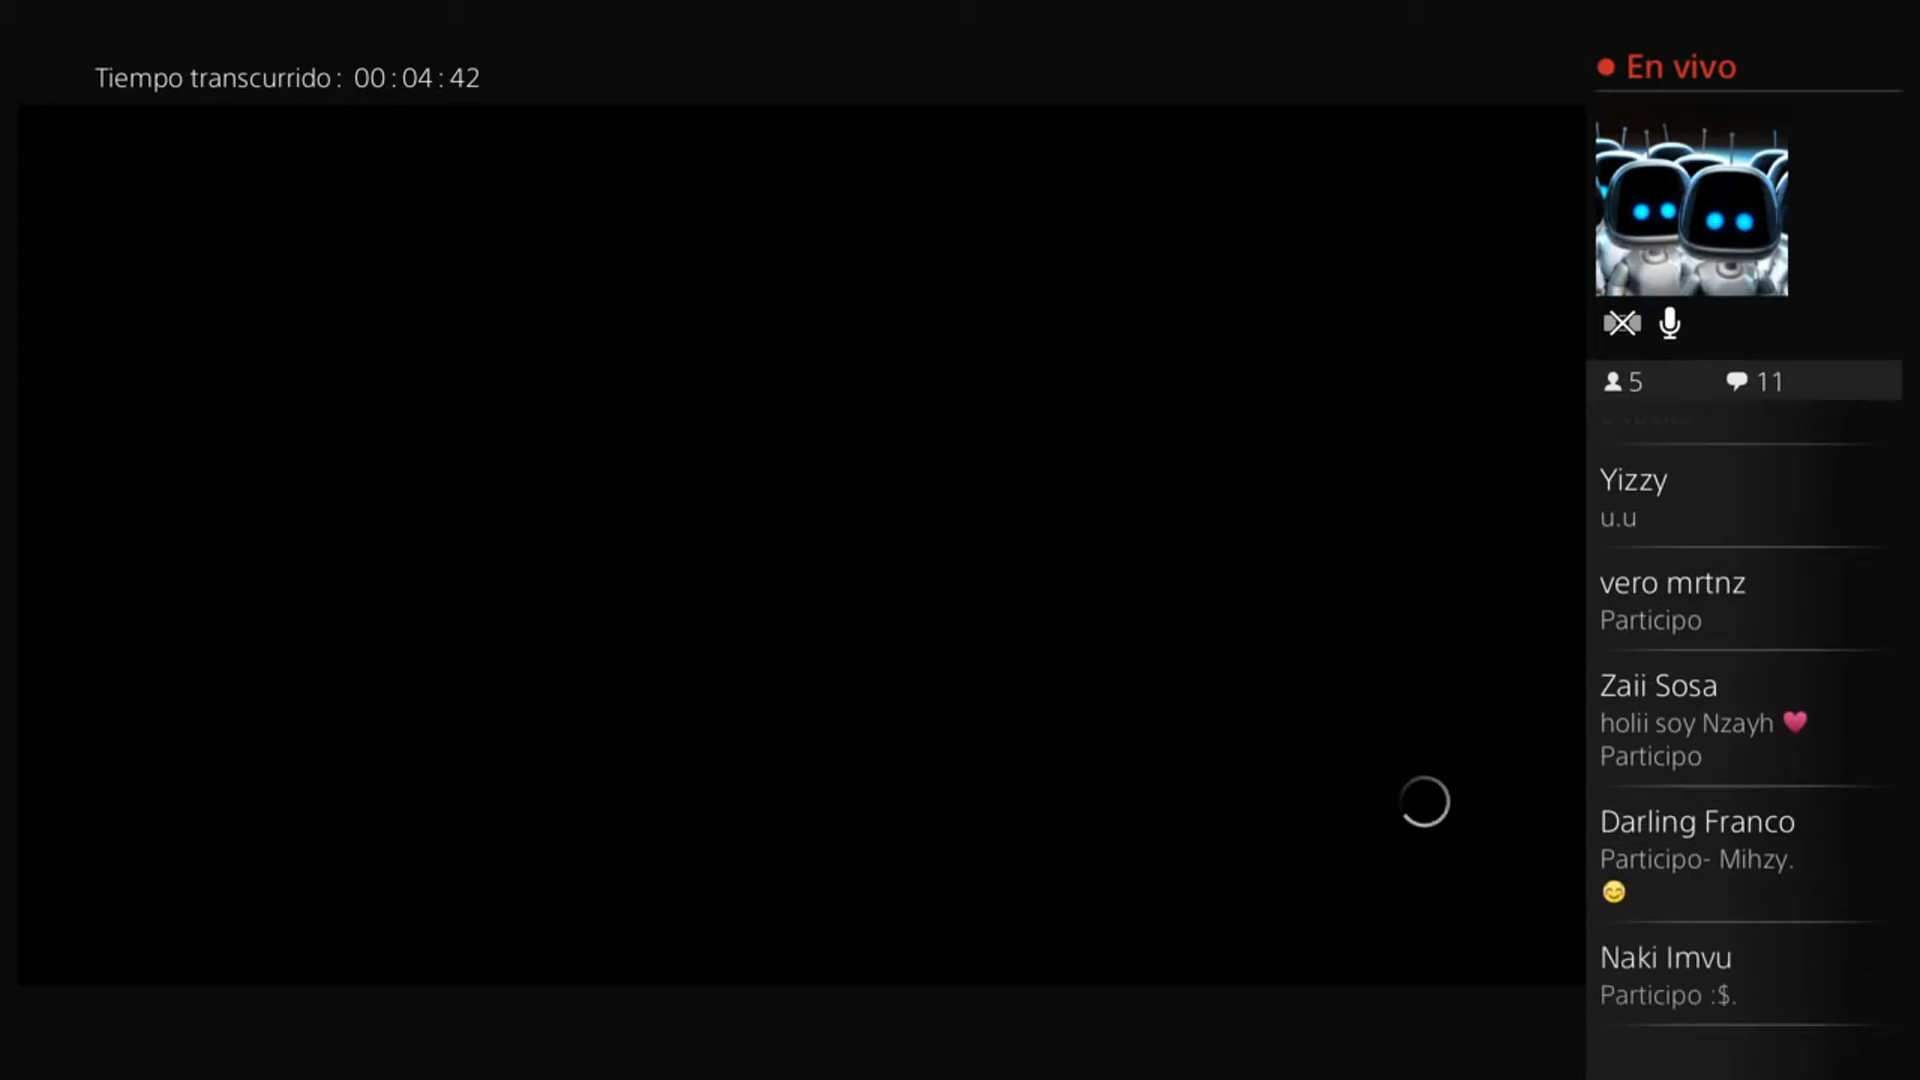 Tiempo transcurrido: 00:04:42
En vivo
5 11
Yizzy
u.u
vero mrtnz
Participo
Zaii Sosa
holii soy Nzayh ♥
Participo
Darling Franco
Participo- Mihzy.
😊
Naki Imvu
Participo :$.